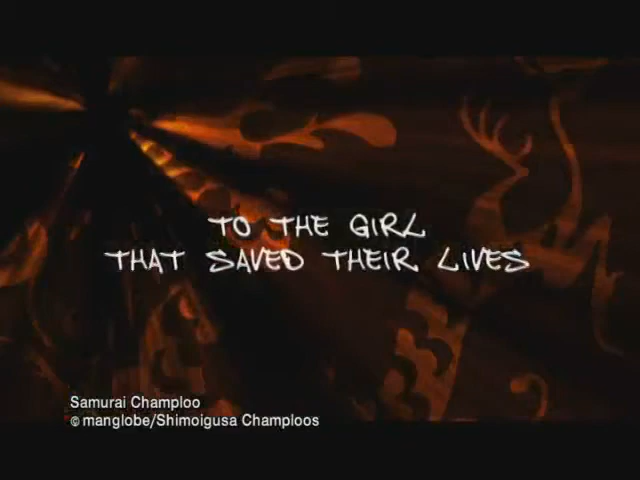 TO THE GIRL
THAT SAVED THEIR LIVES
Samurai Champloo
© manglobe/Shimoigusa Champloos